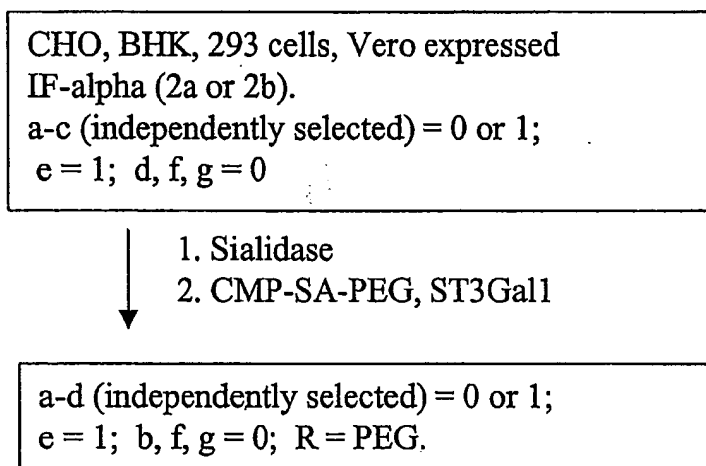 CHO, BHK, 293 cells, Vero expressed
IF-alpha (2a or 2b).
a-c (independently selected) = 0 or 1;
e = 1; d, f, g = 0
1. Sialidase
2. CMP-SA-PEG, ST3Gal1
a-d (independently selected) = 0 or 1;
e = 1; b, f, g = 0; R = PEG.